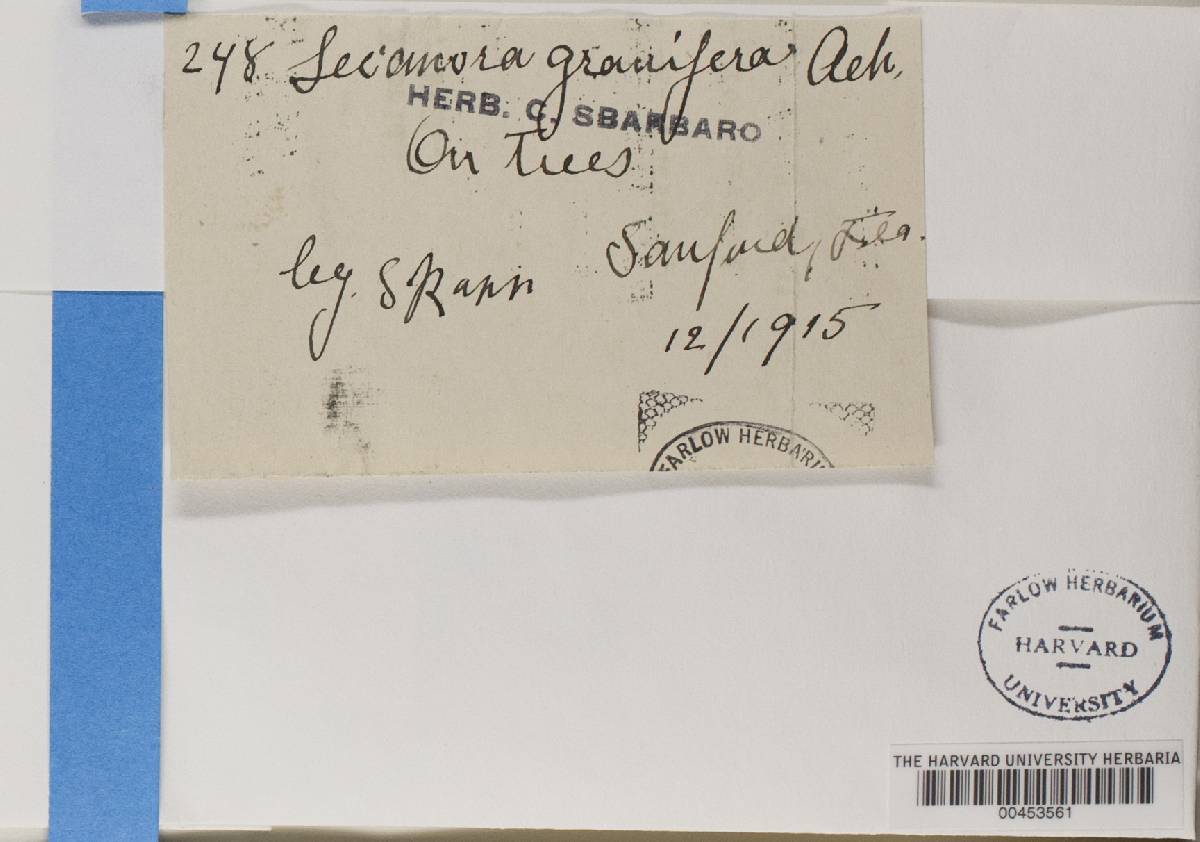 248 Lecanora granifera Ach.
HERB. C. SBARBARO
On Trees
Sanford, Fla.
leg. S Rapp
12/1915
FARLOW HERBARIU
FARLOW HERBARIUM
HARVARD
UNIVERSITY
THE HARVARD UNIVERSITY HERBARIA
00453561